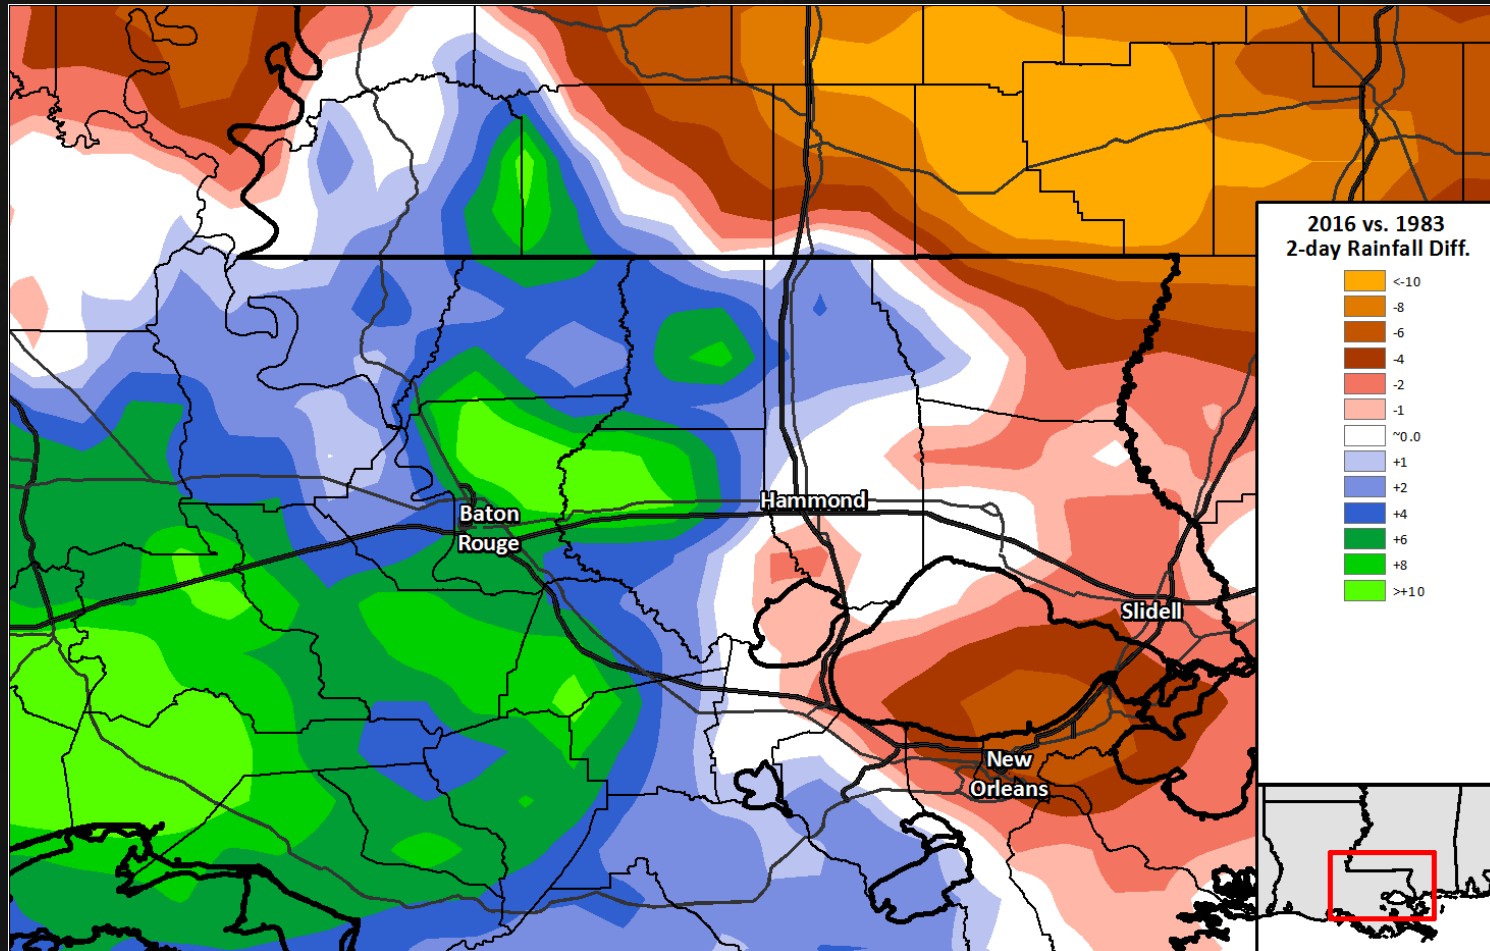 2016 vs. 1983
2-day Rainfall Diff.
<-10
-8
-6
-4
-2
-1
~0.0
+1
+2
+4
+6
+8
>+10
Hammond
Baton
Rouge
Slidell
New
Orleans